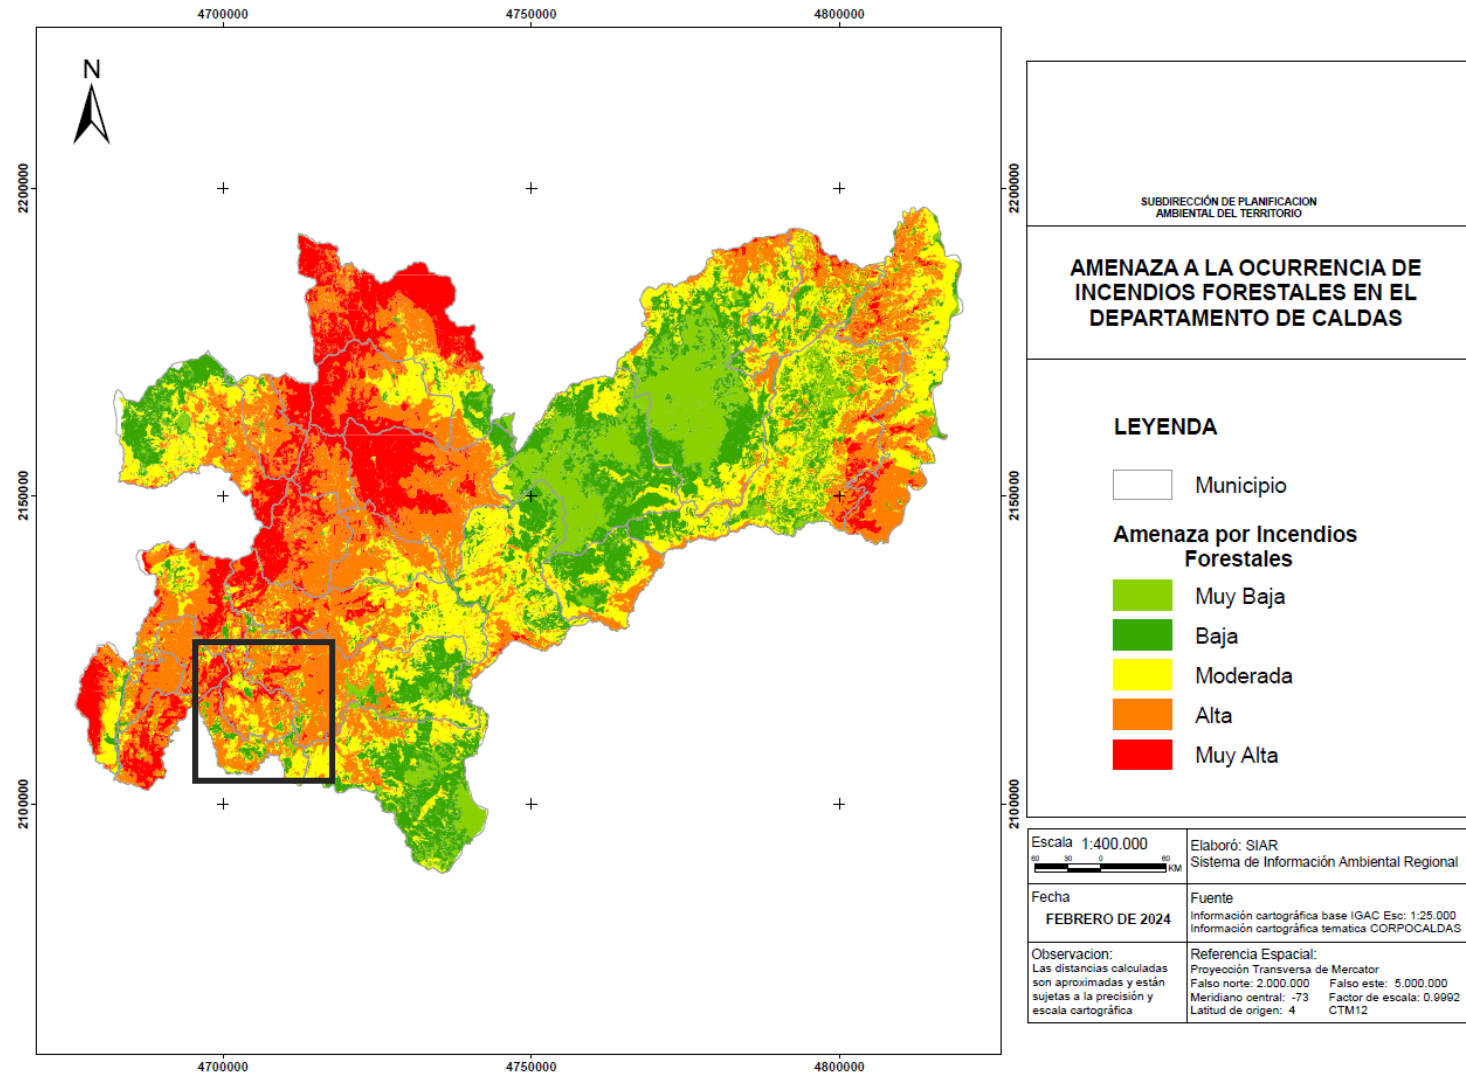 4700000
4750000
4800000
N
2200000
2200000
2150000
2150000
2100000
2100000
4700000
4750000
4800000
SUBDIRECCIÓN DE PLANIFICACION
AMBIENTAL DEL TERRITORIO
AMENAZA A LA OCURRENCIA DE
INCENDIOS FORESTALES EN EL
DEPARTAMENTO DE CALDAS
LEYENDA
Municipio
Amenaza por Incendios
Forestales
Muy Baja
Baja
Moderada
Alta
Muy Alta
Escala 1:400.000
60 30 0 60
KM
Elaboró: SIAR
Sistema de Información Ambiental Regional
Fecha
FEBRERO DE 2024
Fuente
Información cartográfica base IGAC Esc: 1:25.000
Información cartográfica tematica CORPOCALDAS
Observacion:
Las distancias calculadas
son aproximadas y están
sujetas a la precisión y
escala cartográfica
Referencia Espacial:
Proyección Transversa de Mercator
Falso norte: 2.000.000 Falso este: 5.000.000
Meridiano central: -73 Factor de escala: 0.9992
Latitud de origen: 4 CTM12